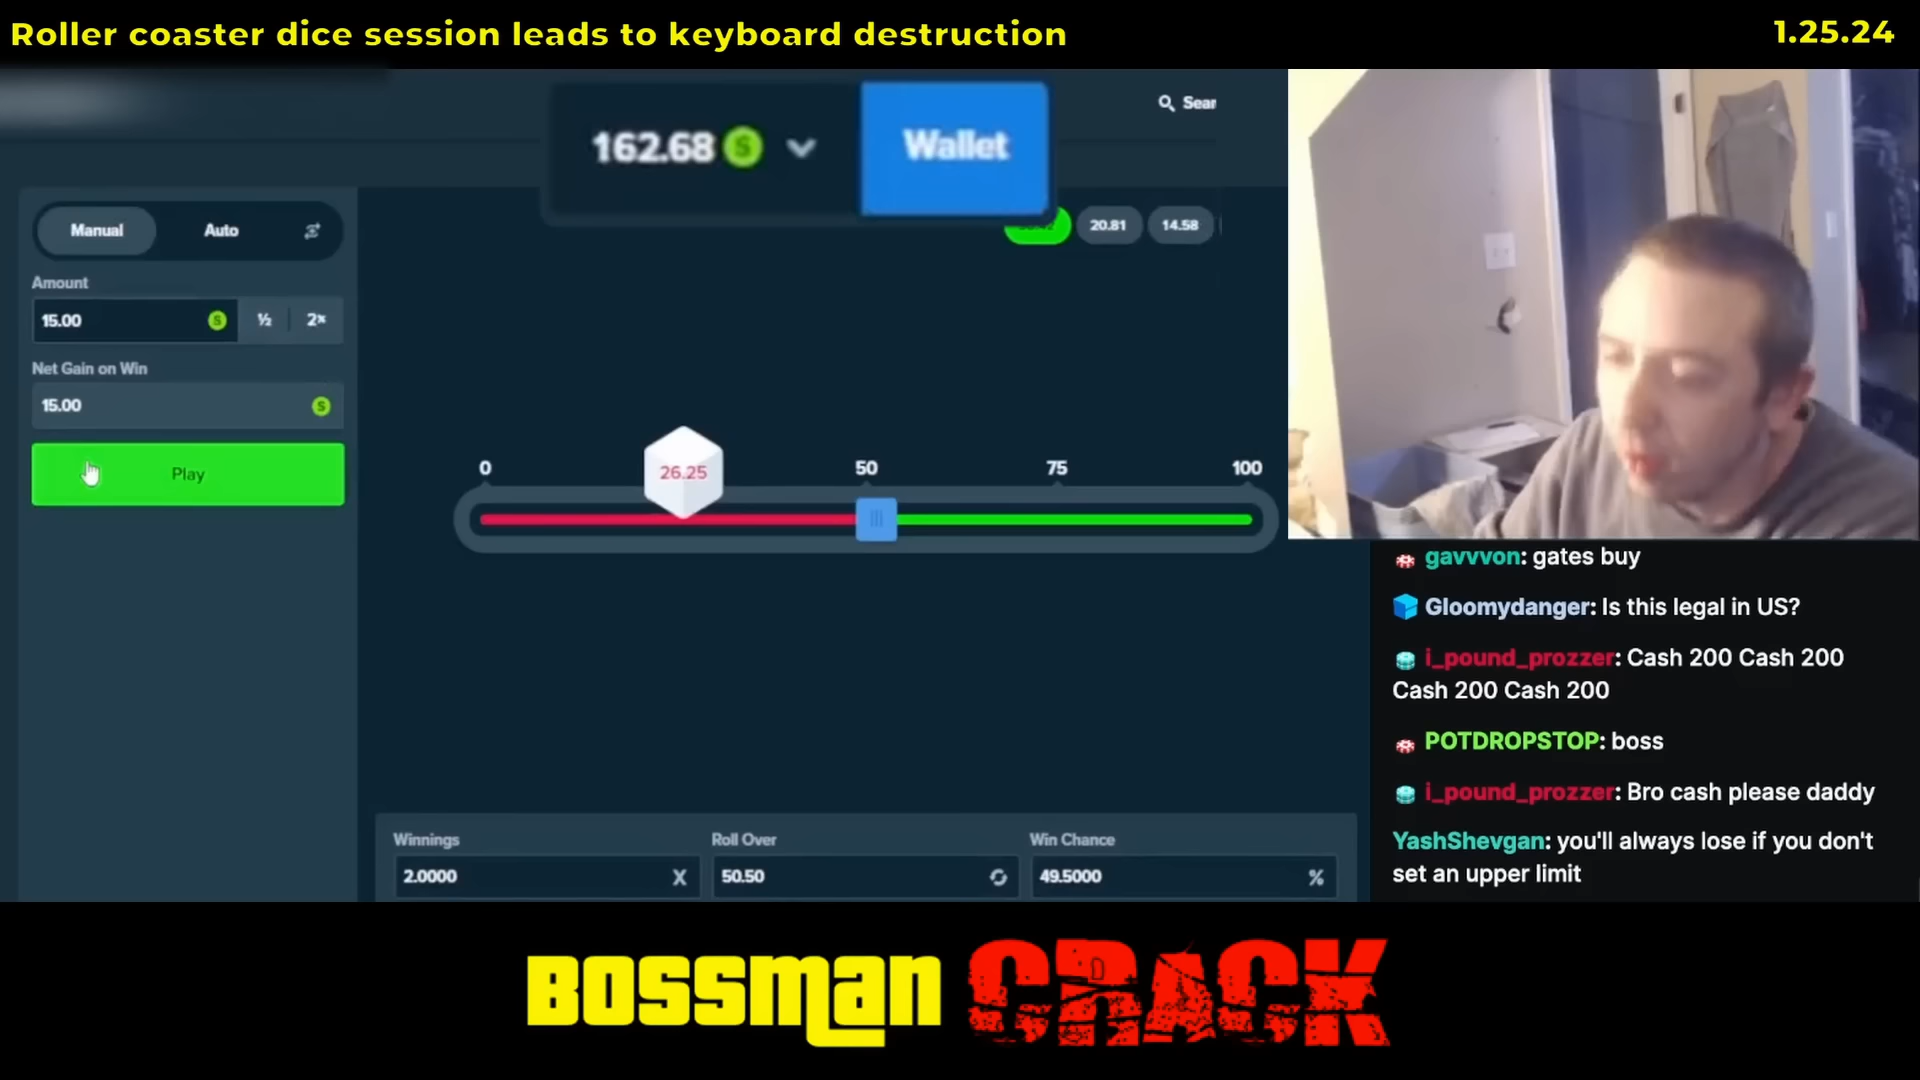 Roller coaster dice session leads to keyboard destruction
1.25.24
162.68
Wallet
Sear
Manual
Auto
20.81
14.58
Amount
15.00
½
2×
Net Gain on Win
15.00
Play
0
26.25
50
75
100
Winnings
Roll Over
Win Chance
2.0000
50.50
49.5000
%
gavvvon: gates buy
Gloomydanger: Is this legal in US?
i_pound_prozzer: Cash 200 Cash 200
Cash 200 Cash 200
POTDROPSTOP: boss
i_pound_prozzer: Bro cash please daddy
YashShevgan: you'll always lose if you don't
set an upper limit
BOSSMAN CRACK